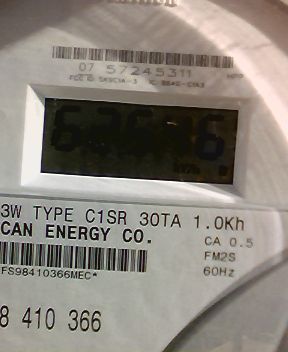 07 57245311
3W TYPE C1SR 30TA 1.0Kh
CAN ENERGY CO.
CA 0.5
FM2S
60Hz
FS98410366MEC*
8 410 366